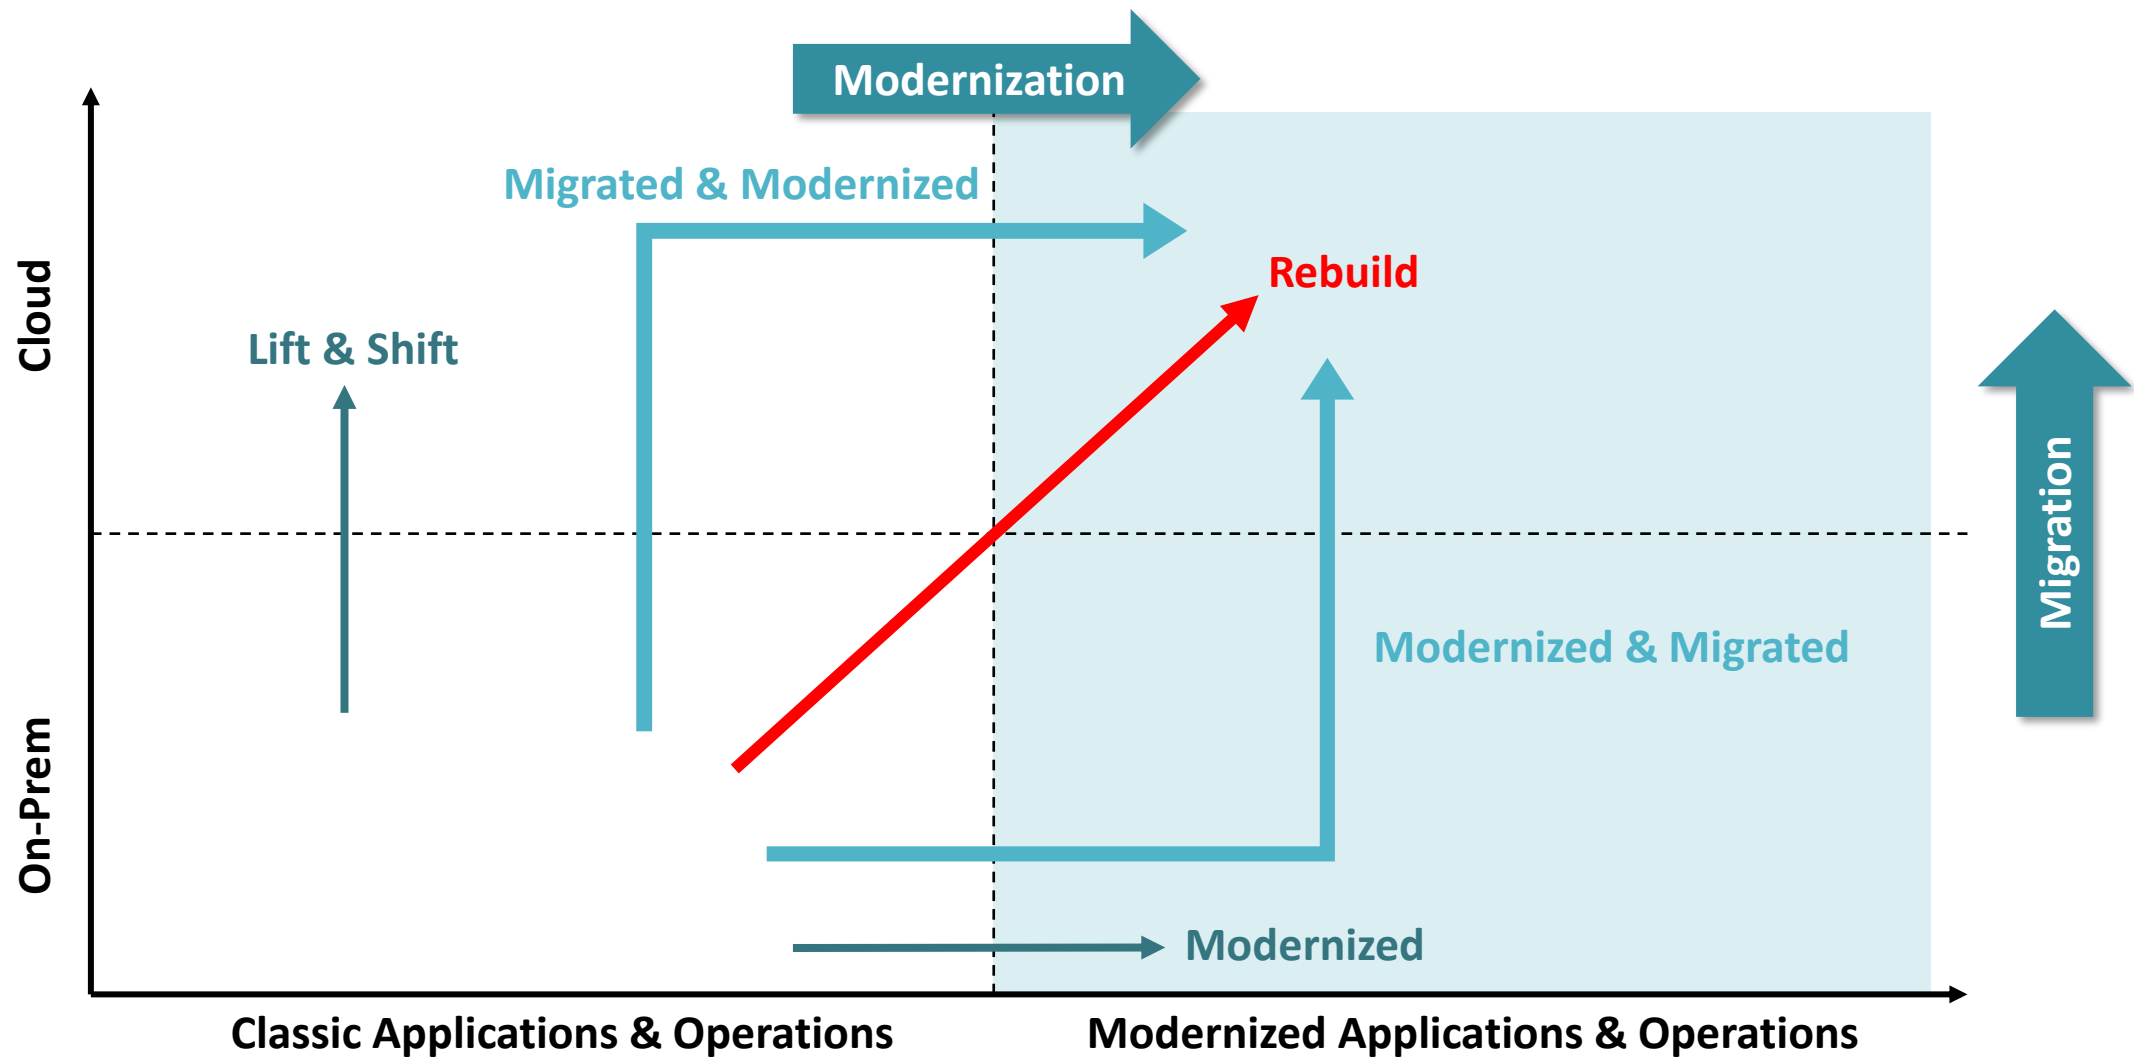 Modernization
Migrated & Modernized
Rebuild
Cloud
Lift & Shift
Migration
Modernized & Migrated
On-Prem
Modernized
Classic Applications & Operations
Modernized Applications & Operations